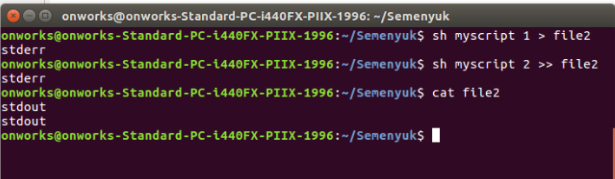 onworks@onworks-Standard-PC-i440FX-PIIX-1996: ~/Semenyuk
onworks@onworks-Standard-PC-i440FX-PIIX-1996:~/Semenyuk$ sh myscript 1 > file2
stderr
onworks@onworks-Standard-PC-i440FX-PIIX-1996:~/Semenyuk$ sh myscript 2 >> file2
stderr
onworks@onworks-Standard-PC-i440FX-PIIX-1996:~/Semenyuk$ cat file2
stdout
stdout
onworks@onworks-Standard-PC-i440FX-PIIX-1996:~/Semenyuk$